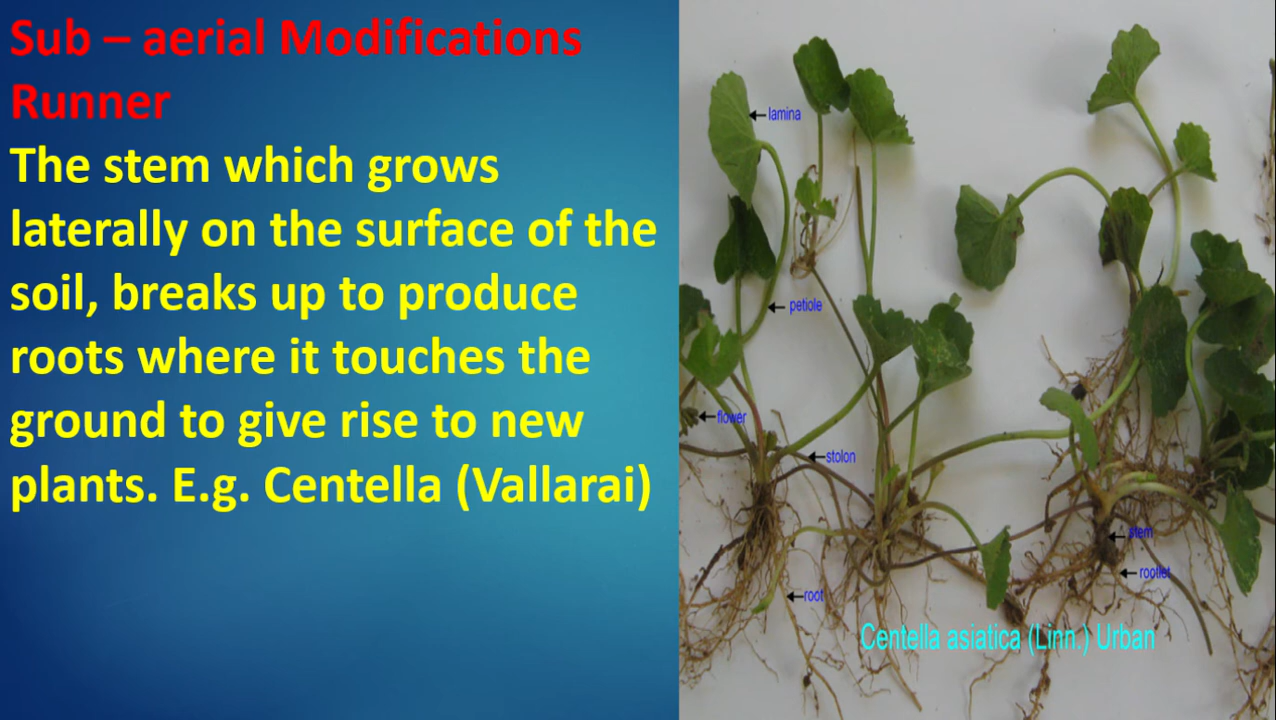 Sub – aerial Modifications
Runner
The stem which grows
laterally on the surface of the
soil, breaks up to produce
roots where it touches the
ground to give rise to new
plants. E.g. Centella (Vallarai)
lamina
petiole
flower
stolon
stem
rootlet
root
Centella asiatica (Linn.) Urban